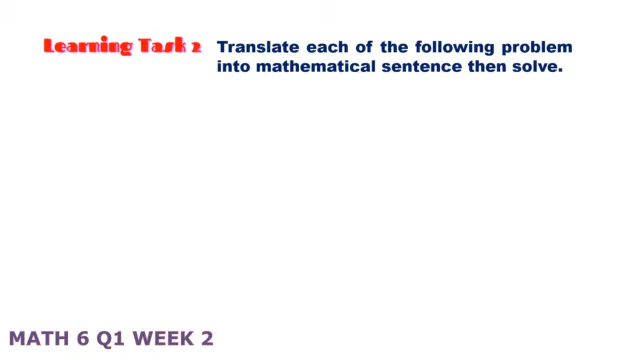 Learning Task 2 Translate each of the following problem
into mathematical sentence then solve.
MATH 6 Q1 WEEK 2